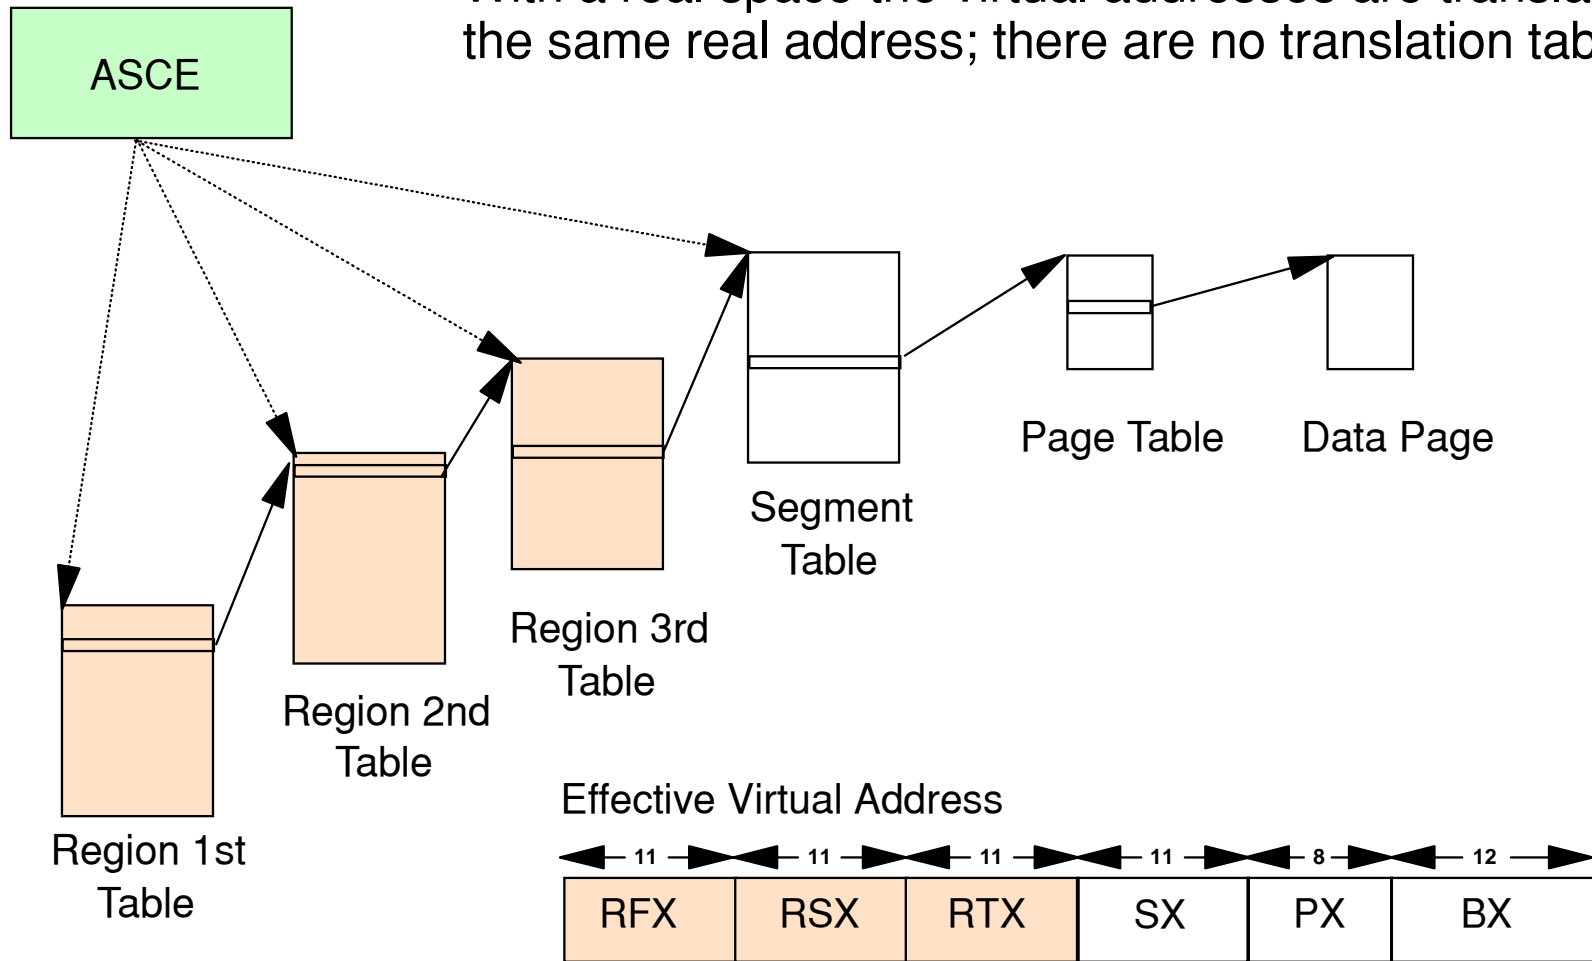 With a real space the virtual addresses are
the same real address; there are no translation
ASCE
Page Table
Data Page
Segment
Table
Region 3rd
Table
Region 2nd
Table
Region 1st
Table
Effective Virtual Address
11 11 11 11 8 12
RFX RSX RTX SX PX BX